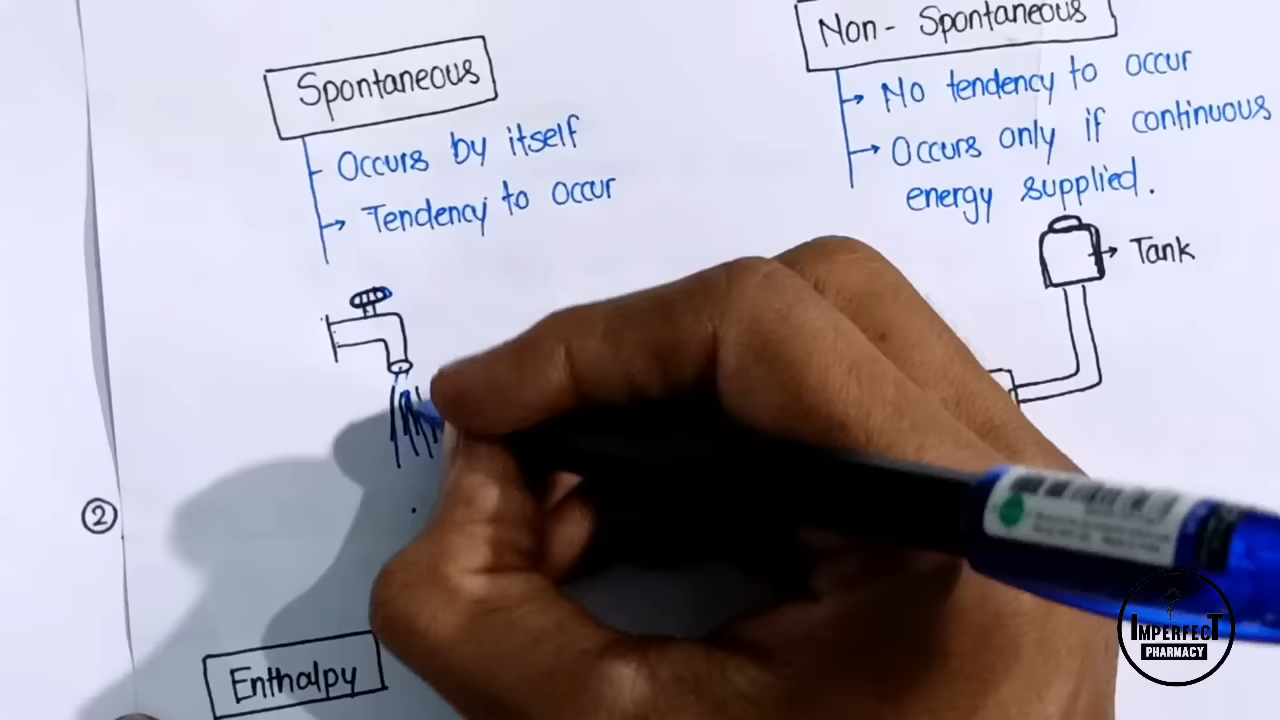 Spontaneous
Occurs by itself
Tendency to occur
Non- Spontaneous
No tendency to occur
Occurs only if continuous
energy supplied.
Tank
2
Enthalpy
IMPERFECT
PHARMACY